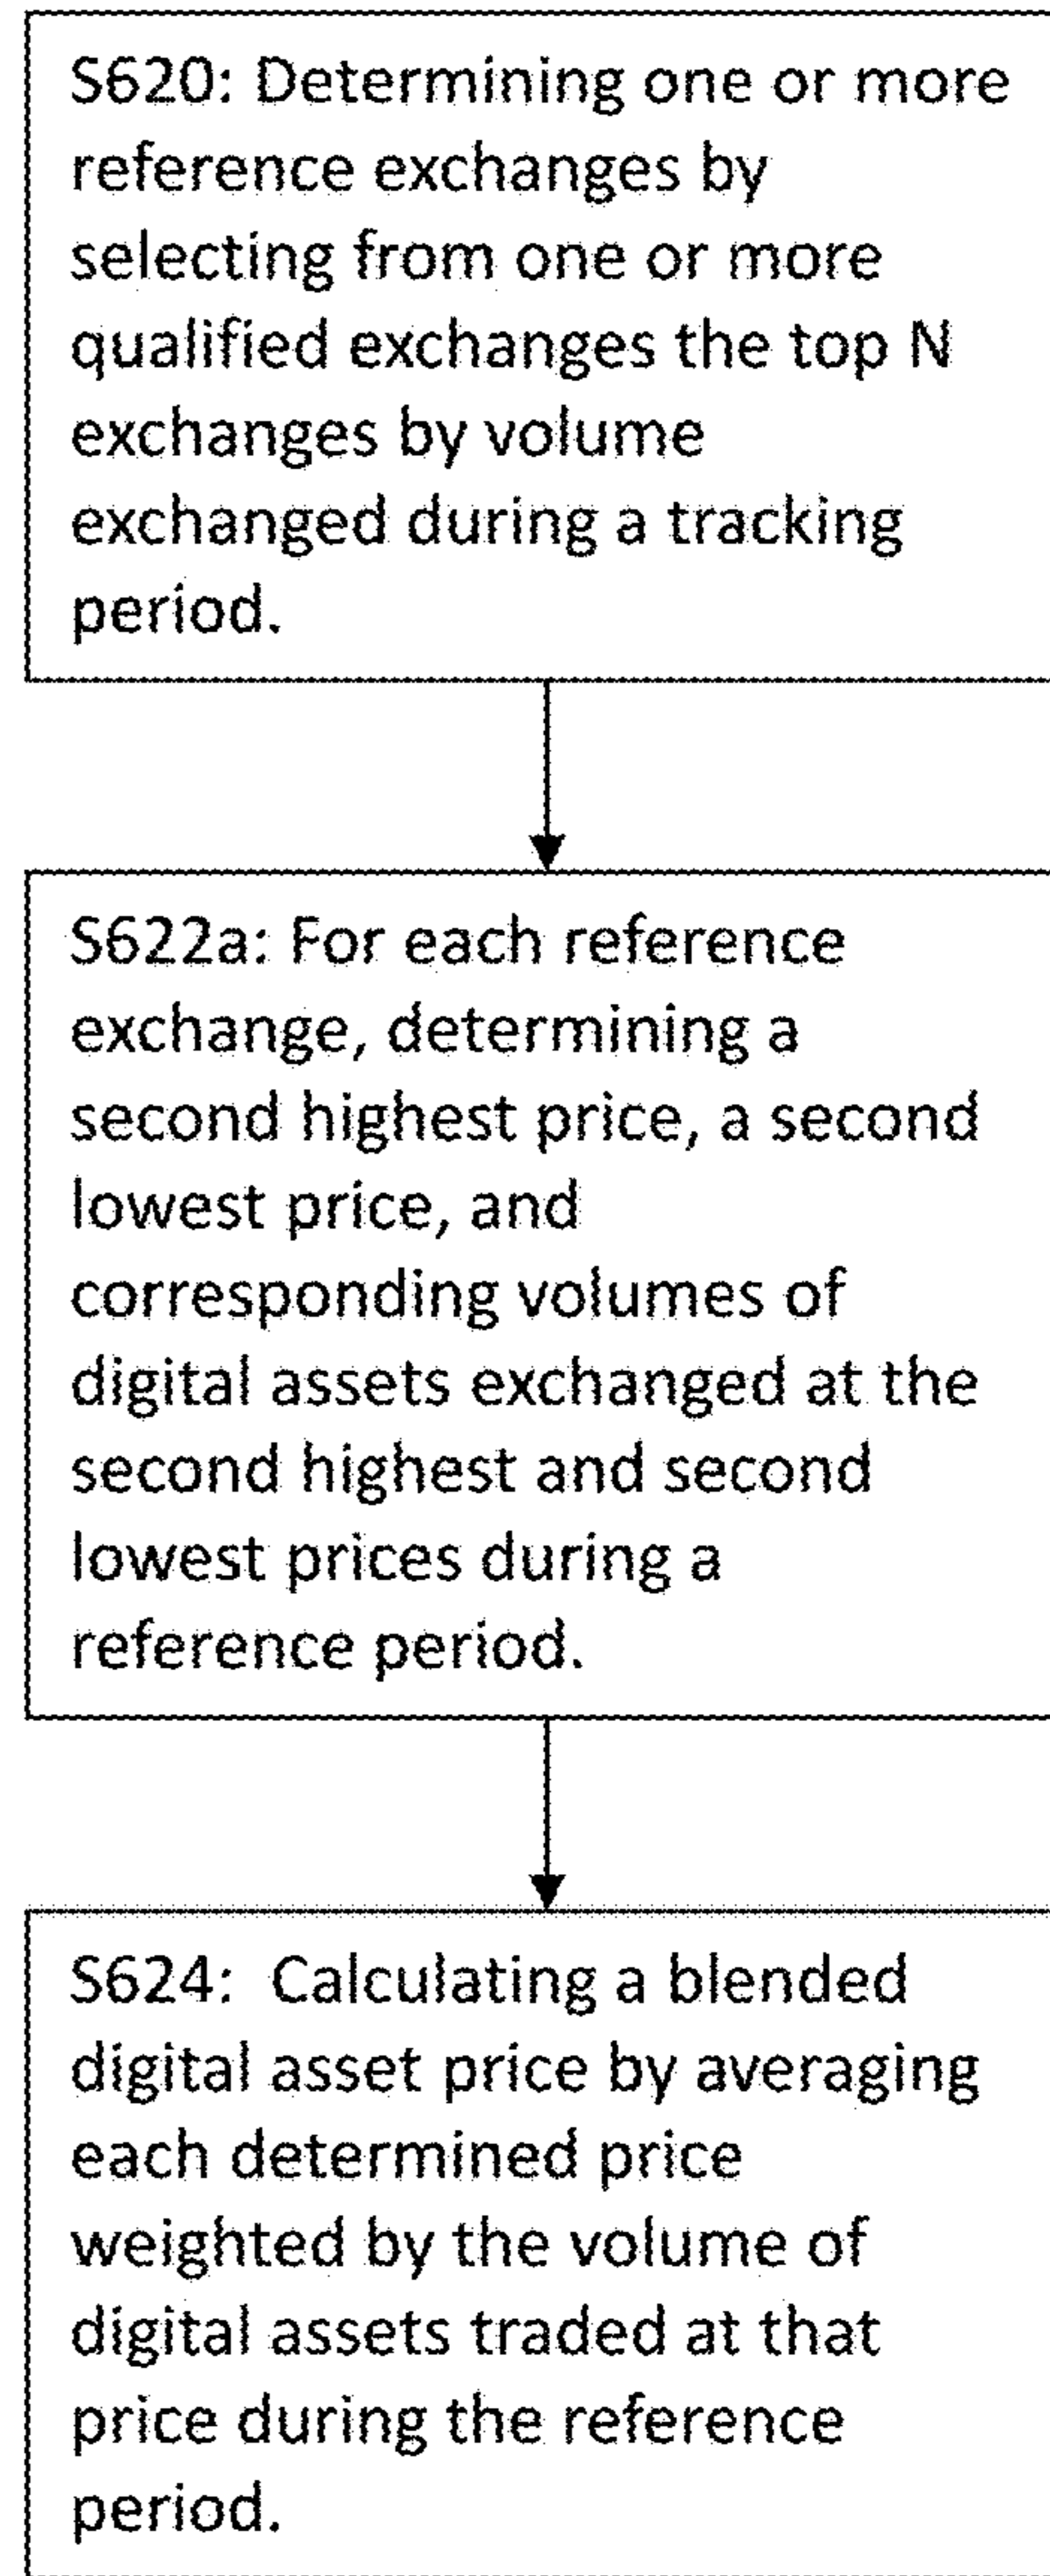 S620: Determining one or more
reference exchanges by
selecting from one or more
qualified exchanges the top N
exchanges by volume
exchanged during a tracking
period.
S622a: For each reference
exchange, determining a
second highest price, a second
lowest price, and
corresponding volumes of
digital assets exchanged at the
second highest and second
lowest prices during a
reference period.
S624: Calculating a blended
digital asset price by averaging
each determined price
weighted by the volume of
digital assets traded at that
price during the reference
period.